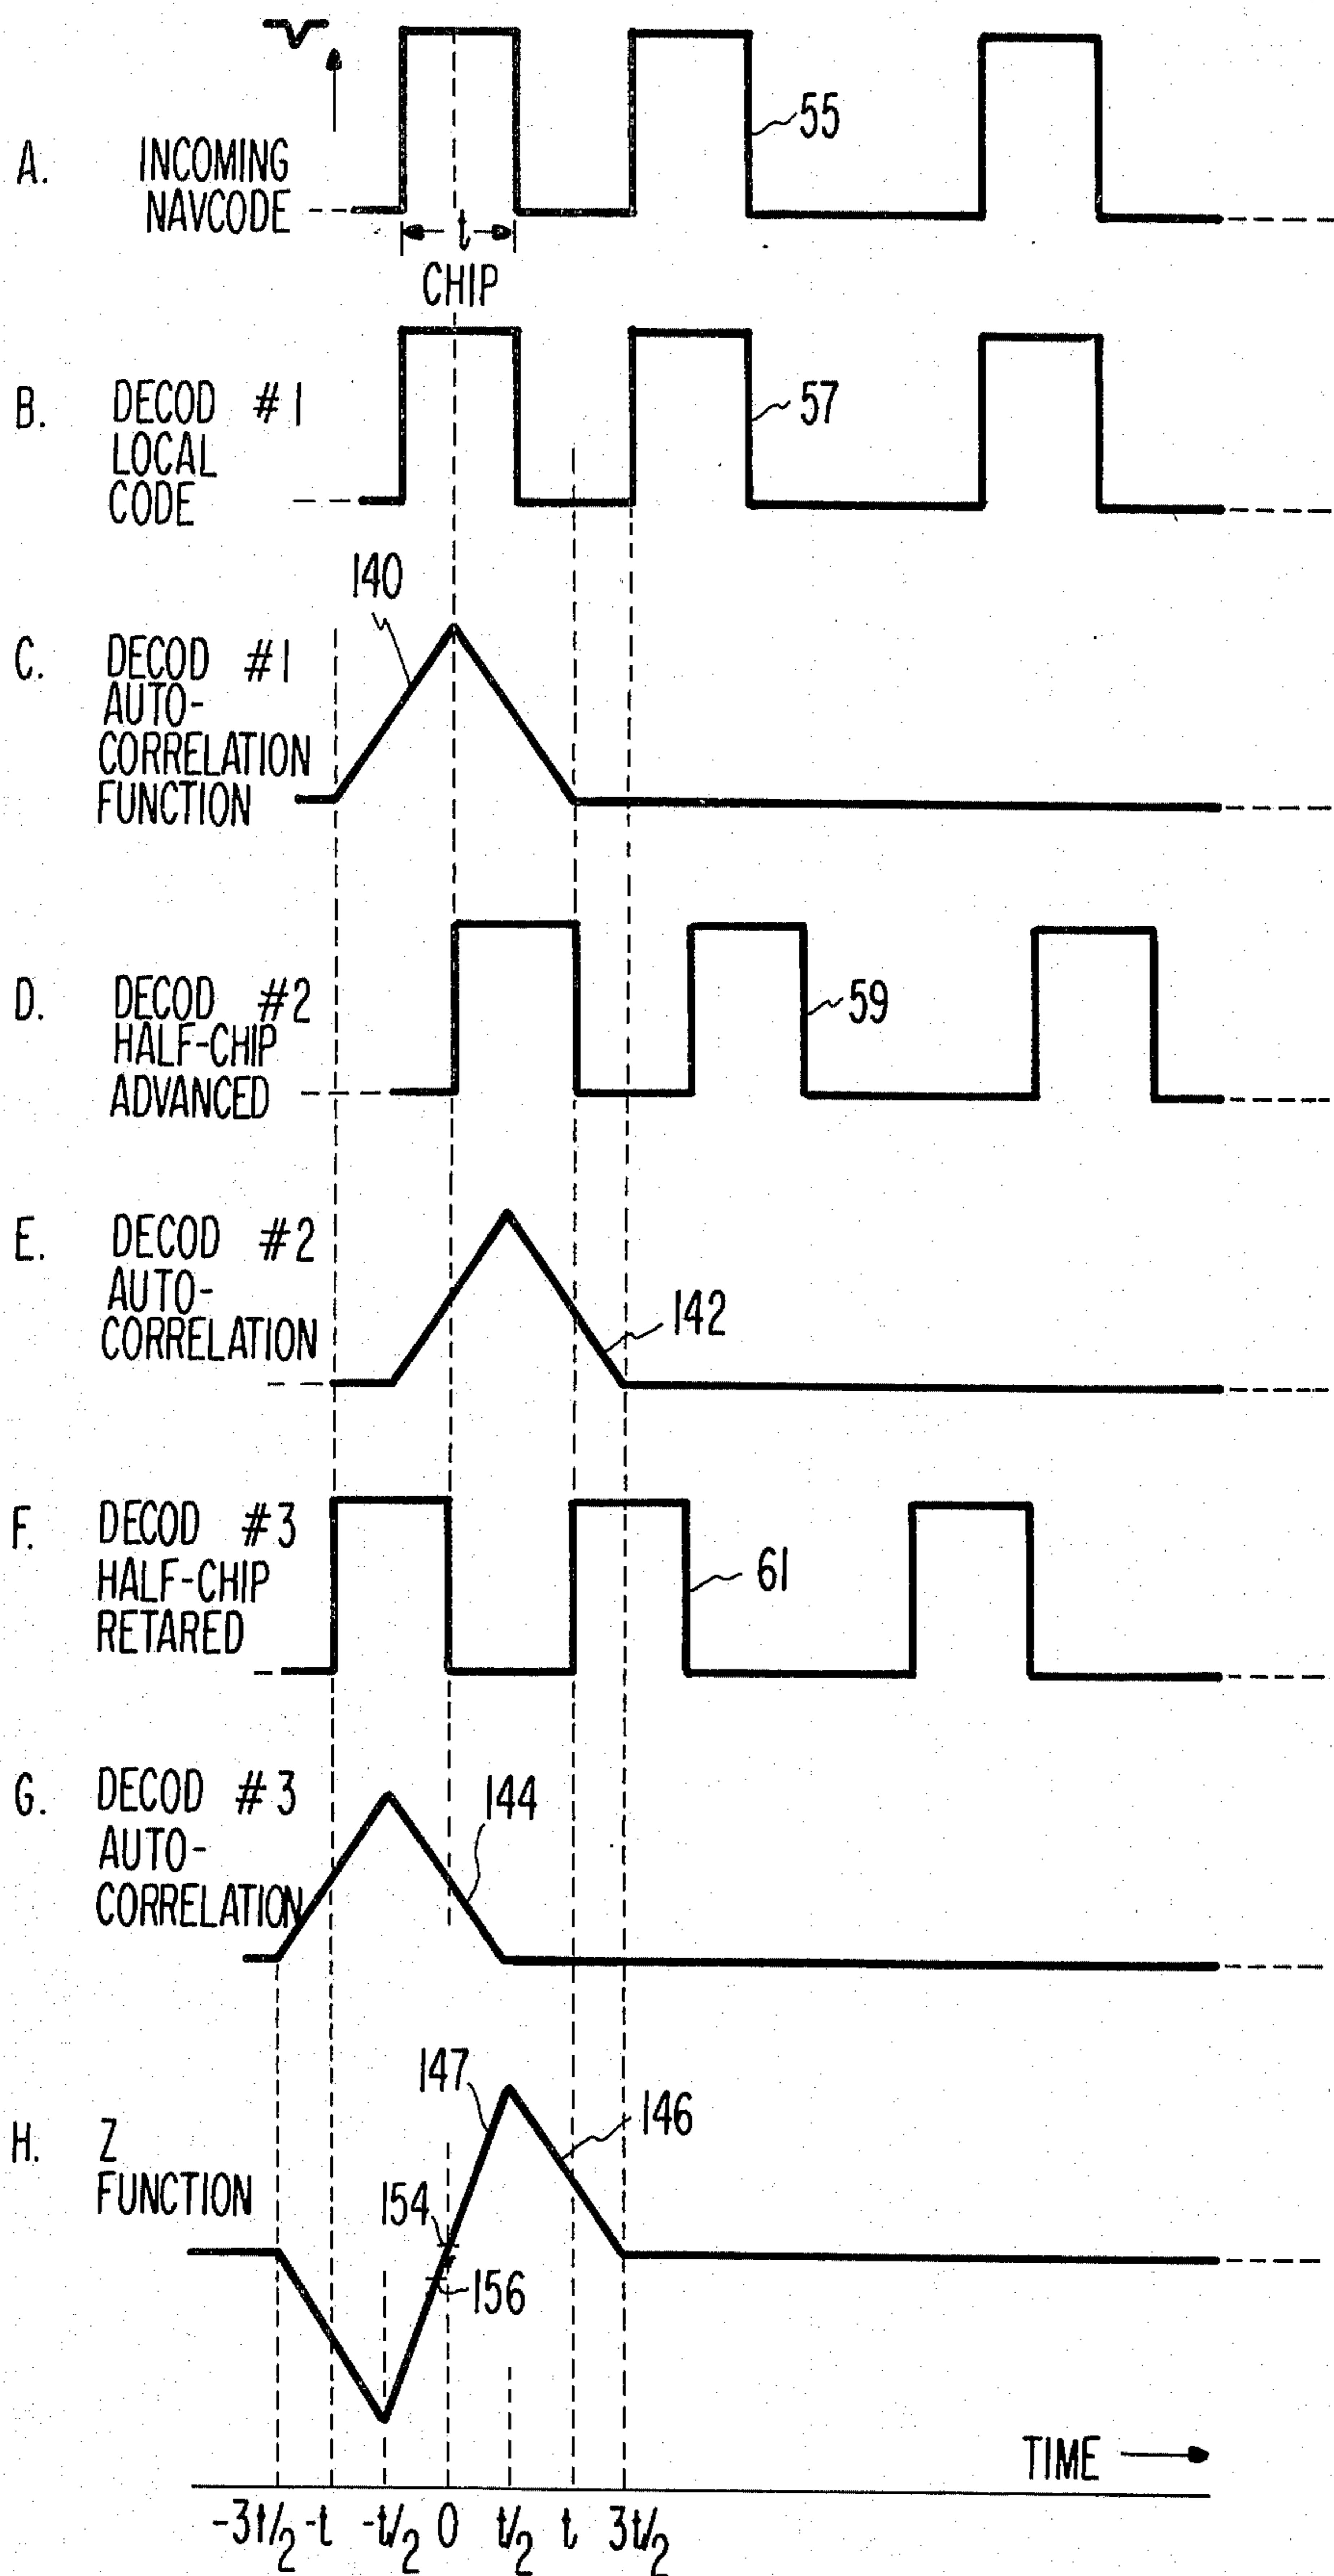 V
A. INCOMING
NAVCODE
55
t
CHIP
B. DECOD #1
LOCAL
CODE
57
140
C. DECOD #1
AUTO-
CORRELATION
FUNCTION
D. DECOD #2
HALF-CHIP
ADVANCED
59
E. DECOD #2
AUTO-
CORRELATION
142
F. DECOD #3
HALF-CHIP
RETARED
61
G. DECOD #3
AUTO-
CORRELATION
144
H. Z
FUNCTION
147
146
154
156
TIME
-3t/2 -t -t/2 0 t/2 t 3t/2